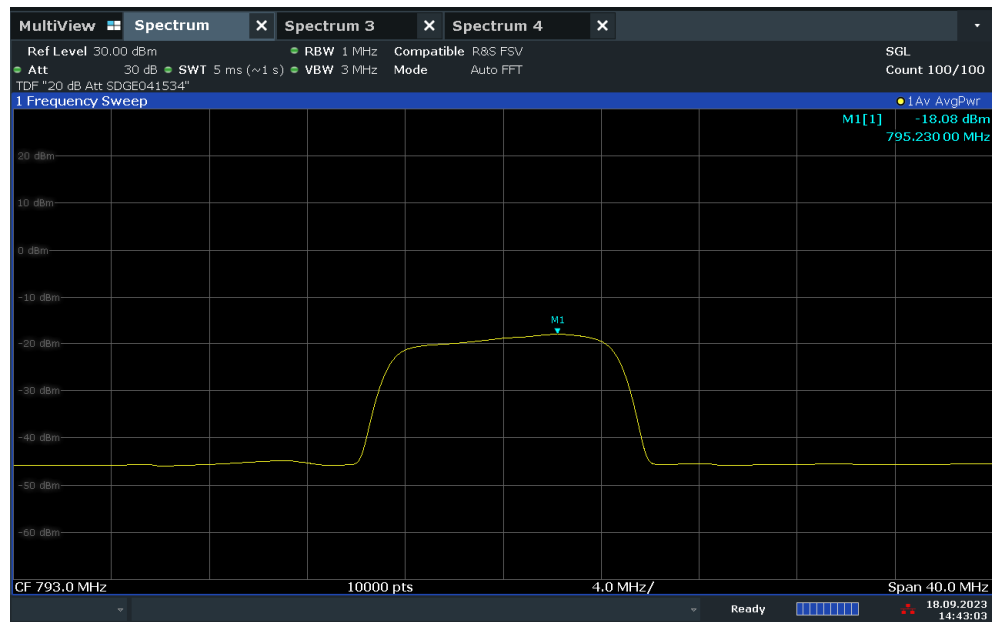 MultiView Spectrum Spectrum 3 Spectrum 4
Ref Level 30.00 dBm RBW 1 MHz Compatible R&S FSV SGL
Att 30 dB SWT 5 ms (~1 s) VBW 3 MHz Mode Auto FFT Count 100/100
TDF "20 dB Att SDGE041534"
1 Frequency Sweep 1Av AvgPwr
M1[1] -18.08 dBm
795.230 00 MHz
20 dBm
10 dBm
0 dBm
-10 dBm
M1
-20 dBm
-30 dBm
-40 dBm
-50 dBm
-60 dBm
CF 793.0 MHz 10000 pts 4.0 MHz/ Span 40.0 MHz
Ready 18.09.2023
14:43:03